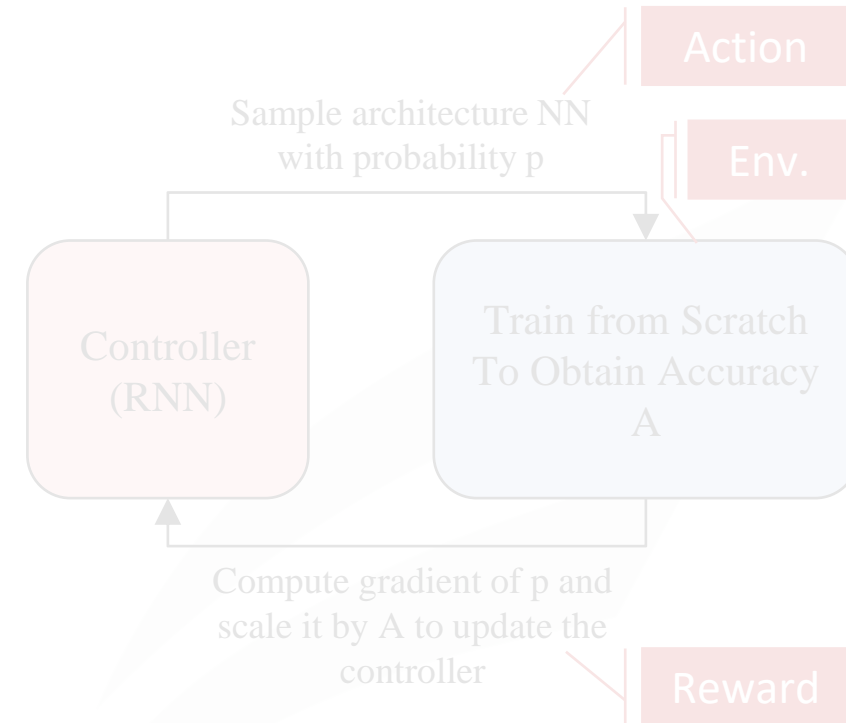 Action
Sample architecture NN
with probability p
Env.
Controller
(RNN)
Train from Scratch
To Obtain Accuracy
A
Compute gradient of p and
scale it by A to update the
controller
Reward